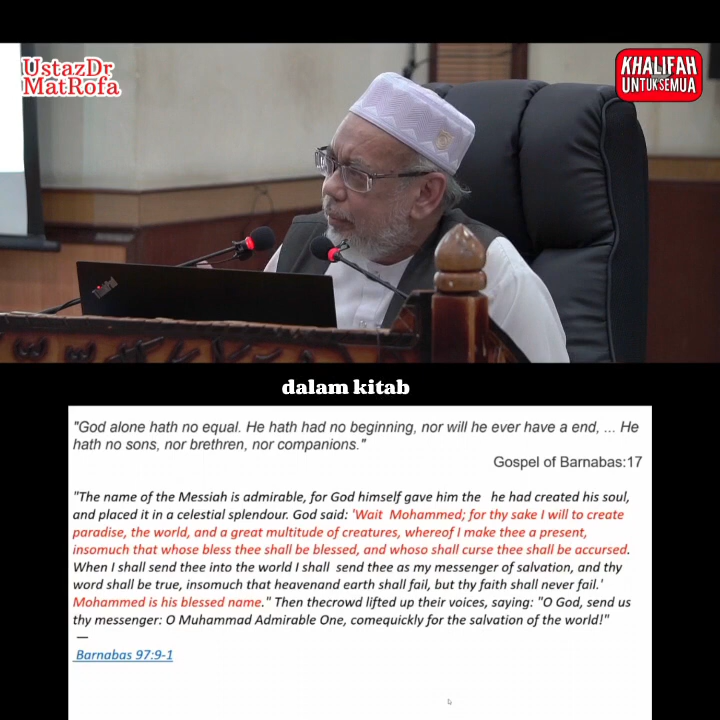 UstazDr
MatRofa
KHALIFAH
UNTUKSEMUA
dalam kitab
"God alone hath no equal. He hath had no beginning, nor will he ever have a end, ... He
hath no sons, nor brethren, nor companions."
Gospel of Barnabas:17
"The name of the Messiah is admirable, for God himself gave him the he had created his soul,
and placed it in a celestial splendour. God said: 'Wait Mohammed; for thy sake I will to create
paradise, the world, and a great multitude of creatures, whereof I make thee a present,
insomuch that whose bless thee shall be blessed, and whoso shall curse thee shall be accursed.
When I shall send thee into the world I shall send thee as my messenger of salvation, and thy
word shall be true, insomuch that heavenand earth shall fail, but thy faith shall never fail.'
Mohammed is his blessed name." Then thecrowd lifted up their voices, saying: "O God, send us
thy messenger: O Muhammad Admirable One, comequickly for the salvation of the world!"
—
Barnabas 97:9-1